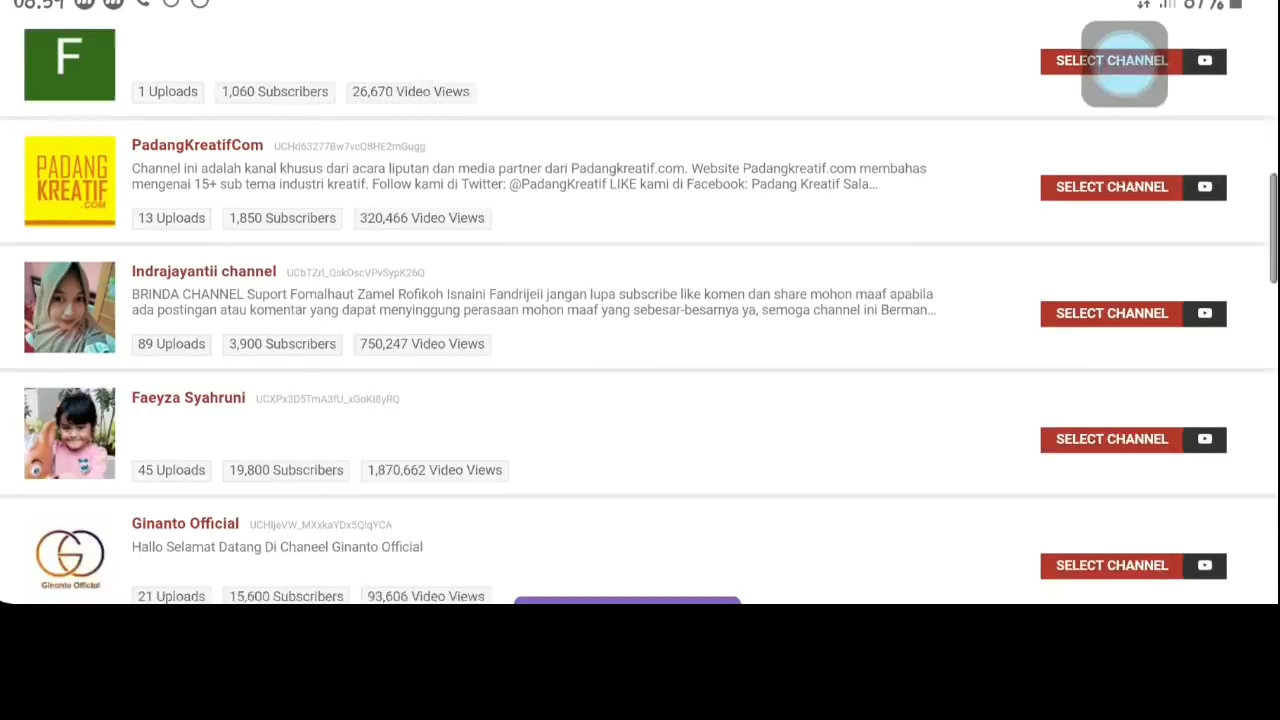 F
SELECT CHANNEL
1 Uploads 1,060 Subscribers 26,670 Video Views
PADANG
KREATIF
.COM
PadangKreatifCom UCHd63277Bw7vcQ8HE2mGugg
Channel ini adalah kanal khusus dari acara liputan dan media partner dari Padangkreatif.com. Website Padangkreatif.com membahas
mengenai 15+ sub tema industri kreatif. Follow kami di Twitter: @PadangKreatif LIKE kami di Facebook: Padang Kreatif Sala...
SELECT CHANNEL
13 Uploads 1,850 Subscribers 320,466 Video Views
Indrajayantii channel
BRINDA CHANNEL Suport Fomalhaut Zamel Rofikoh Isnaini Fandrijeii jangan lupa subscribe like komen dan share mohon maaf apabila
ada postingan atau komentar yang dapat menyinggung perasaan mohon maaf yang sebesar-besarnya ya, semoga channel ini Berman...
SELECT CHANNEL
89 Uploads 3,900 Subscribers 750,247 Video Views
Faeyza Syahruni
SELECT CHANNEL
45 Uploads 19,800 Subscribers 1,870,662 Video Views
Ginanto Official
Hallo Selamat Datang Di Chaneel Ginanto Official
Ginanto Official
SELECT CHANNEL
21 Uploads 15,600 Subscribers 93,606 Video Views